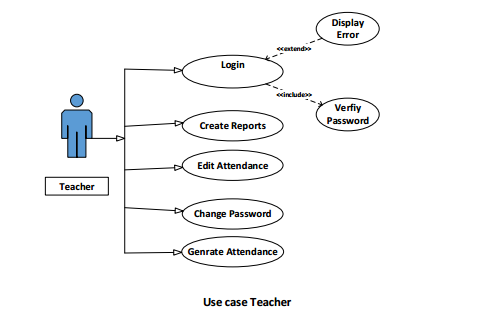 Display
Error
<<extend>>
Login
<<include>>
Verfiy
Password
Create Reports
Edit Attendance
Teacher
Change Password
Genrate Attendance
Use case Teacher